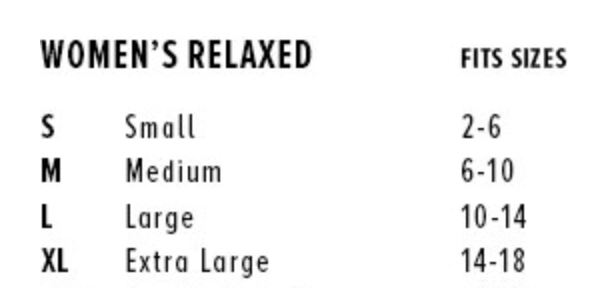 WOMEN'S RELAXED FITS SIZES
S Small 2-6
M Medium 6-10
L Large 10-14
XL Extra Large 14-18